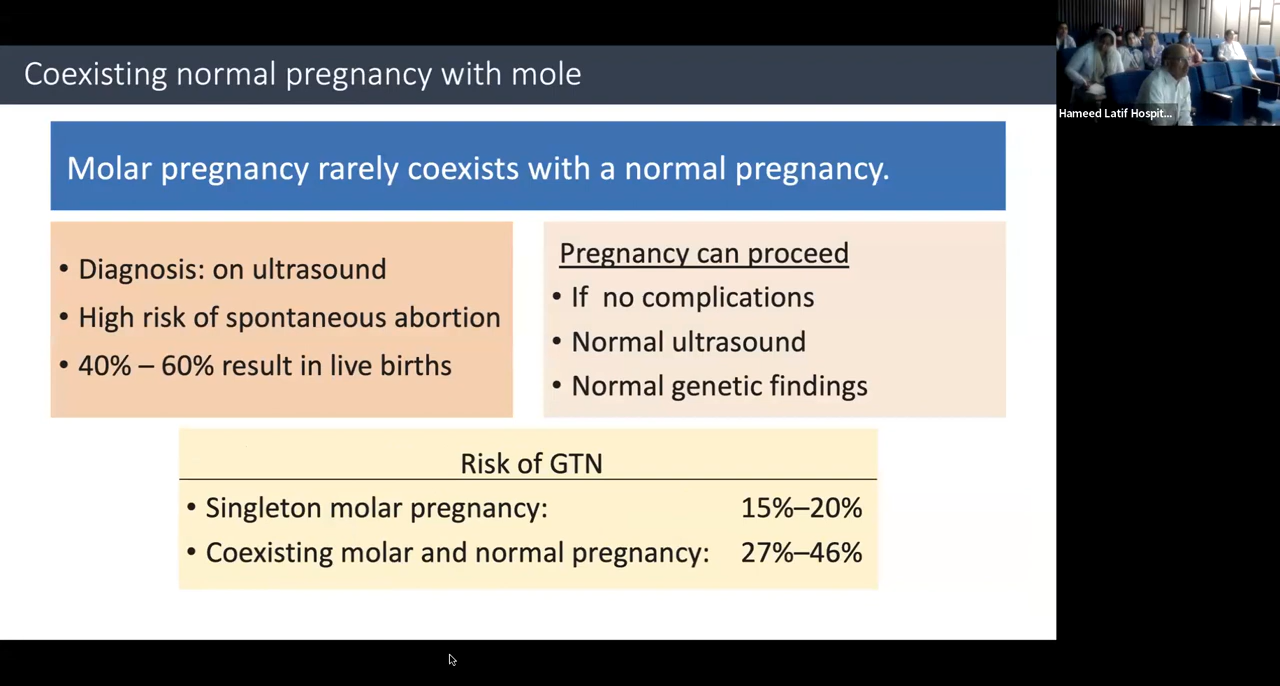 Coexisting normal pregnancy with mole
Molar pregnancy rarely coexists with a normal pregnancy.
• Diagnosis: on ultrasound
• High risk of spontaneous abortion
• 40% – 60% result in live births
Pregnancy can proceed
• If no complications
• Normal ultrasound
• Normal genetic findings
Risk of GTN
• Singleton molar pregnancy: 15%–20%
• Coexisting molar and normal pregnancy: 27%–46%
Hameed Latif Hospit...